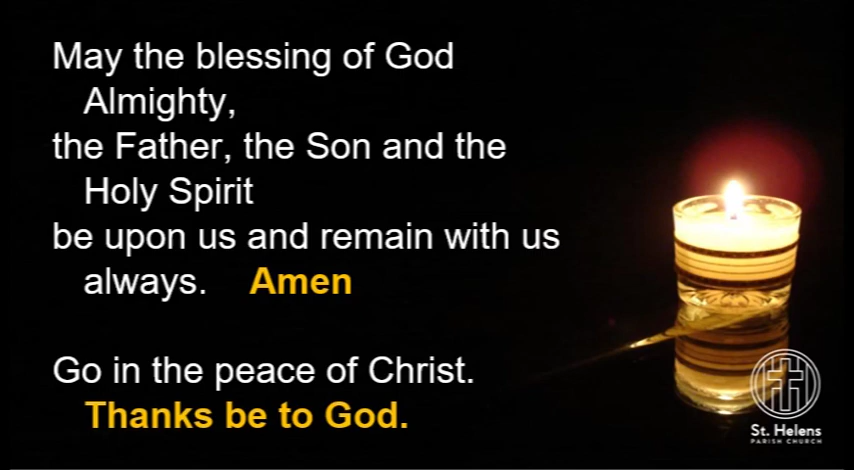 May the blessing of God
Almighty,
the Father, the Son and the
Holy Spirit
be upon us and remain with us
always. Amen
Go in the peace of Christ.
Thanks be to God.
St. Helens
PARISH CHURCH